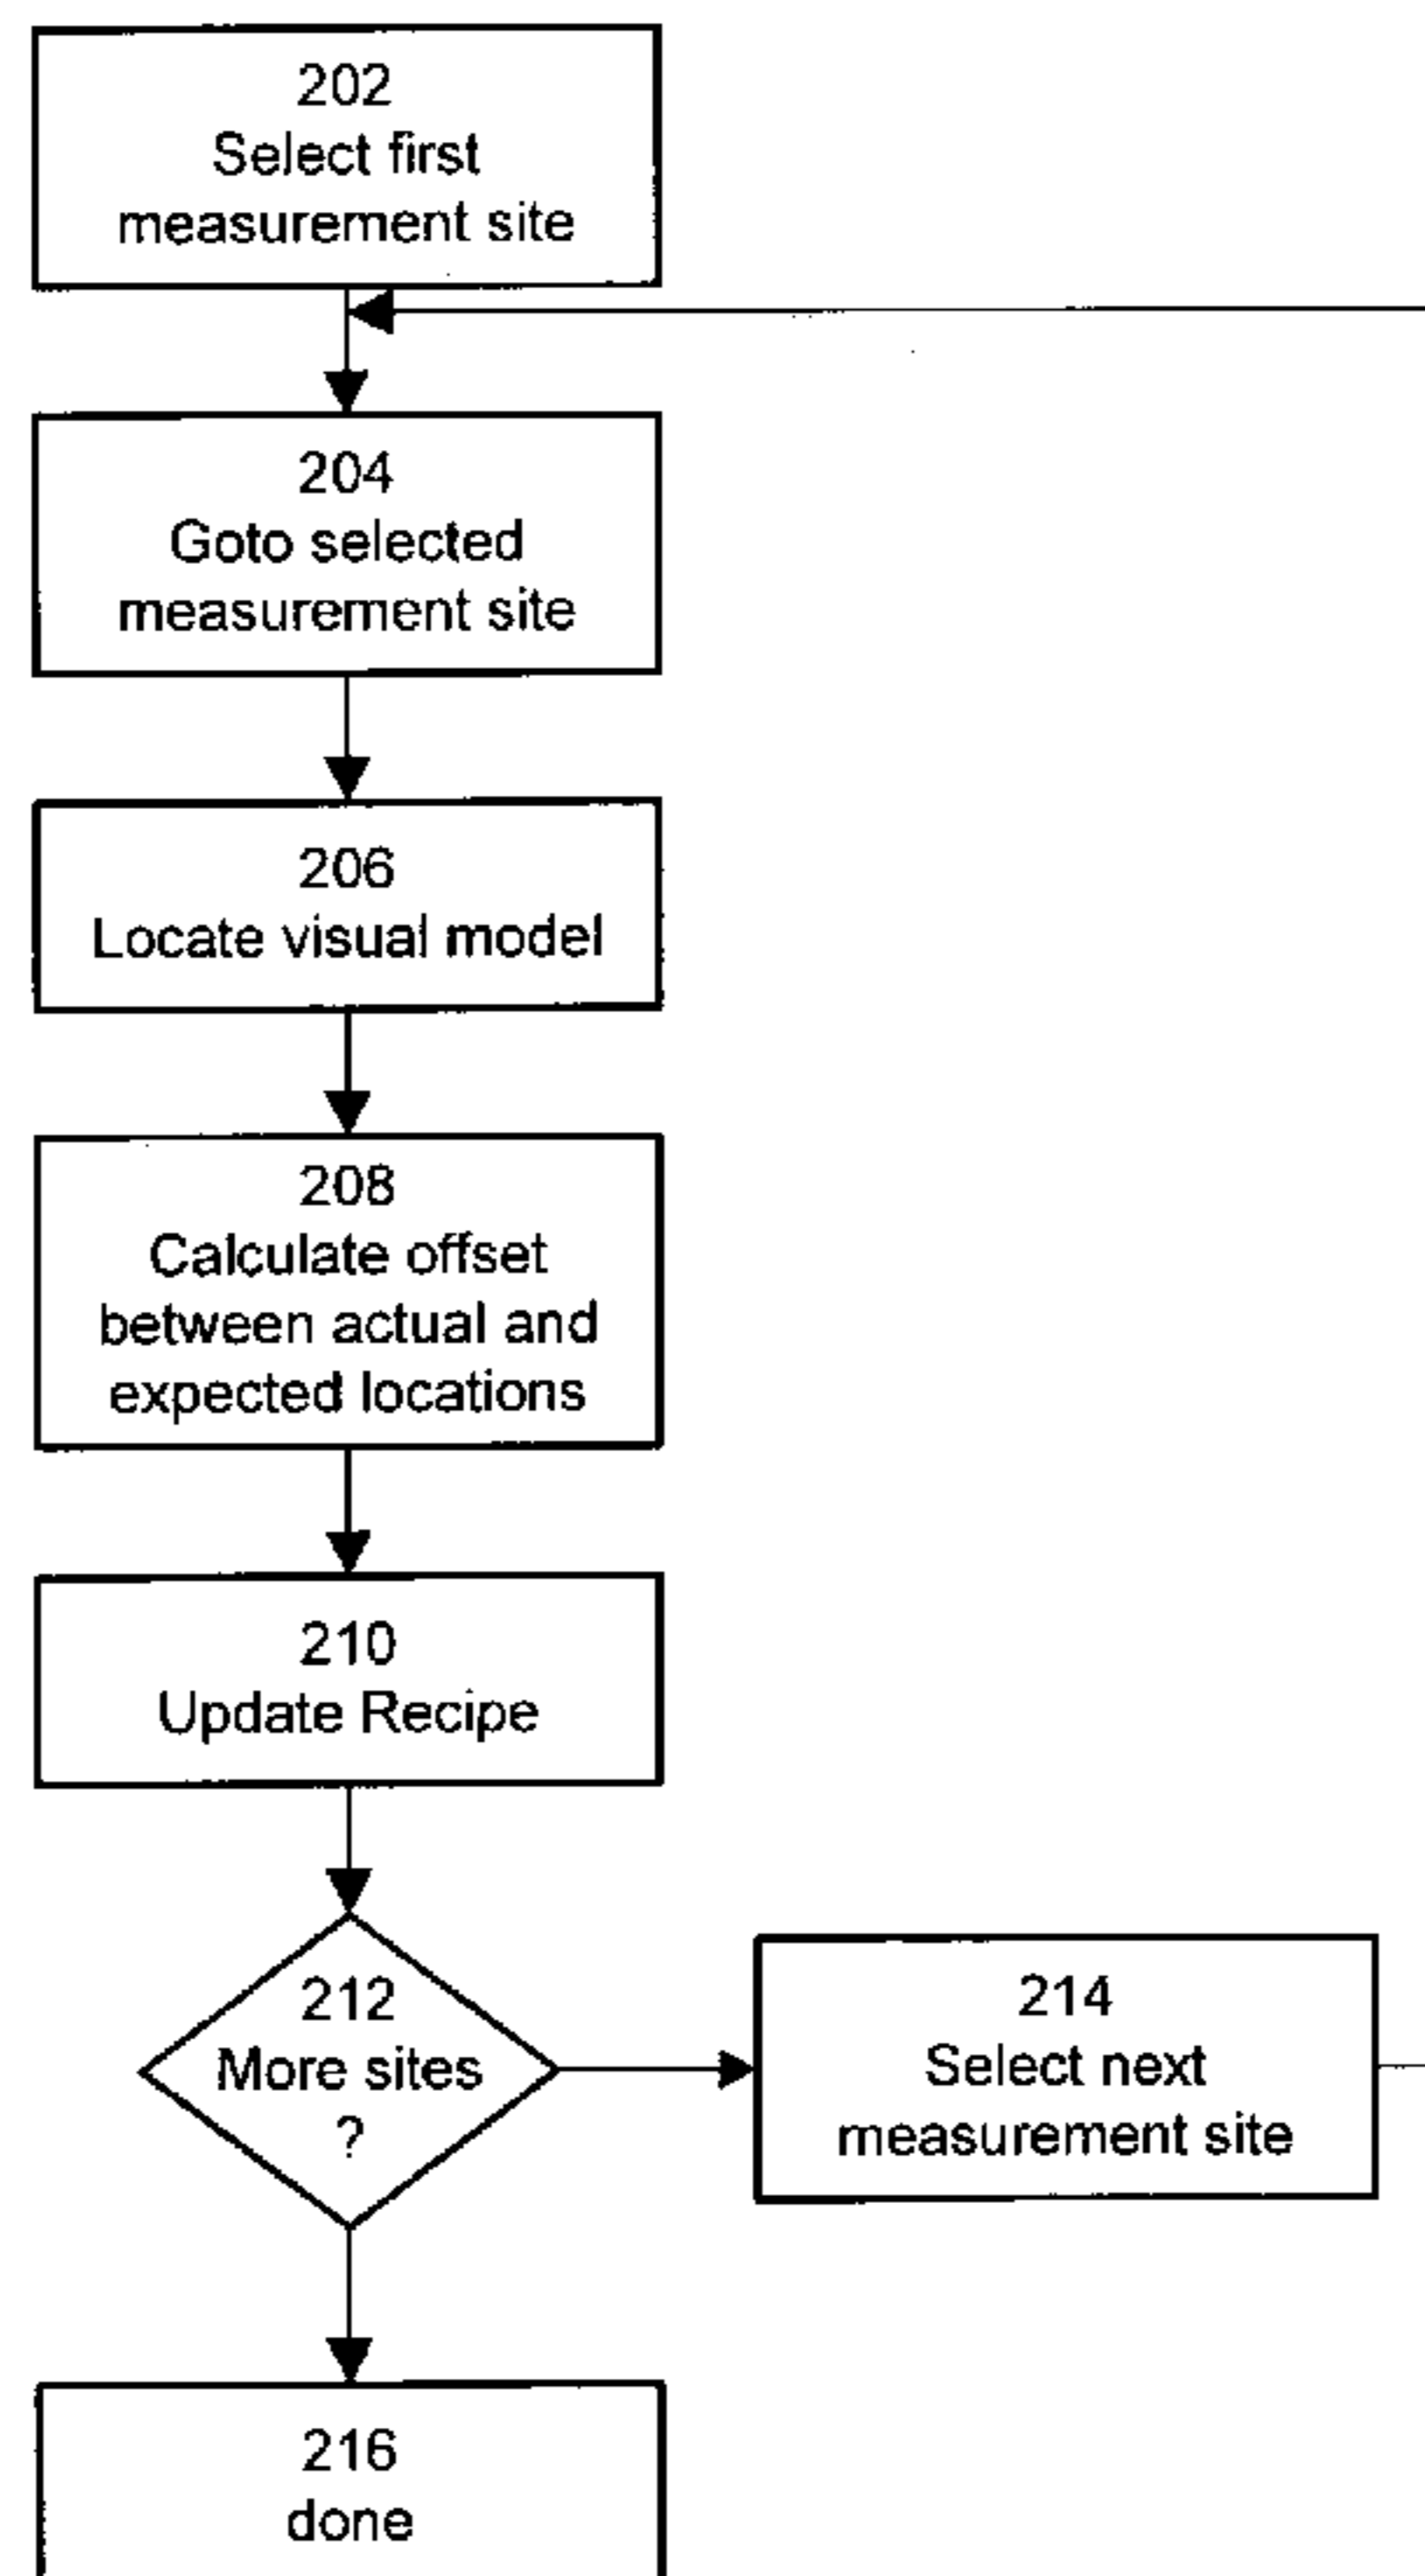 202
Select first
measurement site
204
Goto selected
measurement site
206
Locate visual model
208
Calculate offset
between actual and
expected locations
210
Update Recipe
212
More sites
?
214
Select next
measurement site
216
done